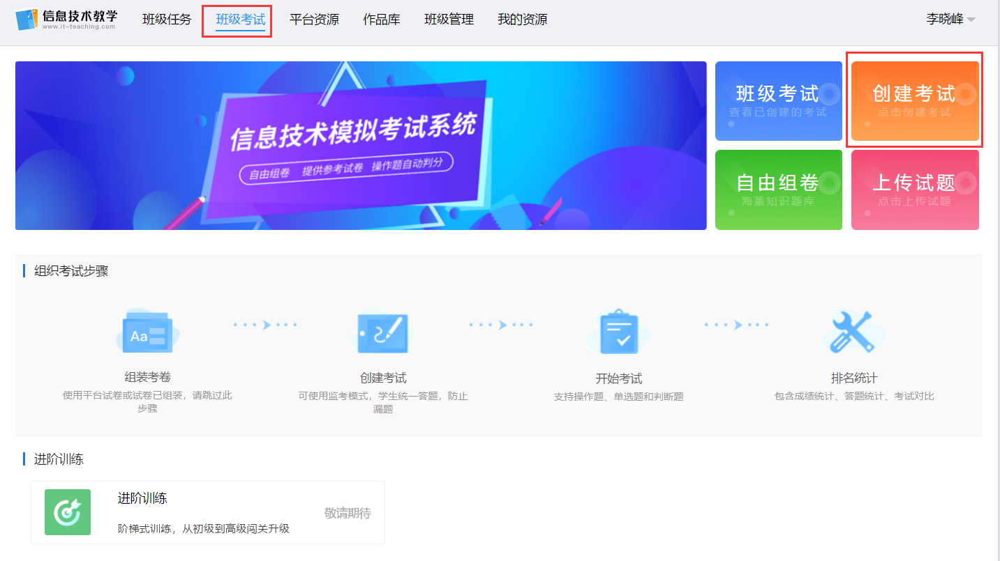 信息技术教学
www.it-teaching.com
班级任务
班级考试
平台资源
作品库
班级管理
我的资源
李晓峰
信息技术模拟考试系统
自由组卷 提供参考试卷 操作题自动判分
班级考试
查看已创建的考试
创建考试
点击创建考试
自由组卷
海量知识题库
上传试题
点击上传试题
组织考试步骤
Aa
组装考卷
使用平台试卷或试卷已组装，请跳过此
步骤
创建考试
可使用监考模式，学生统一答题，防止
漏题
开始考试
支持操作题、单选题和判断题
排名统计
包含成绩统计、答题统计、考试对比
进阶训练
进阶训练
阶梯式训练，从初级到高级闯关升级
敬请期待